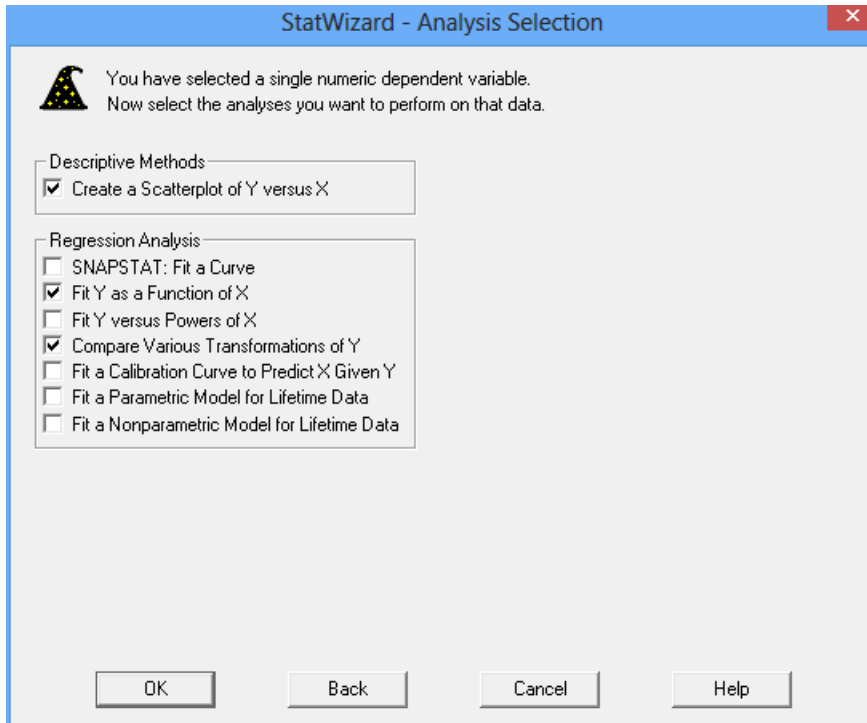 StatWizard - Analysis Selection
You have selected a single numeric dependent variable.
Now select the analyses you want to perform on that data.
Descriptive Methods
Create a Scatterplot of Y versus X
Regression Analysis
SNAPSTAT: Fit a Curve
Fit Y as a Function of X
Fit Y versus Powers of X
Compare Various Transformations of Y
Fit a Calibration Curve to Predict X Given Y
Fit a Parametric Model for Lifetime Data
Fit a Nonparametric Model for Lifetime Data
OK Back Cancel Help